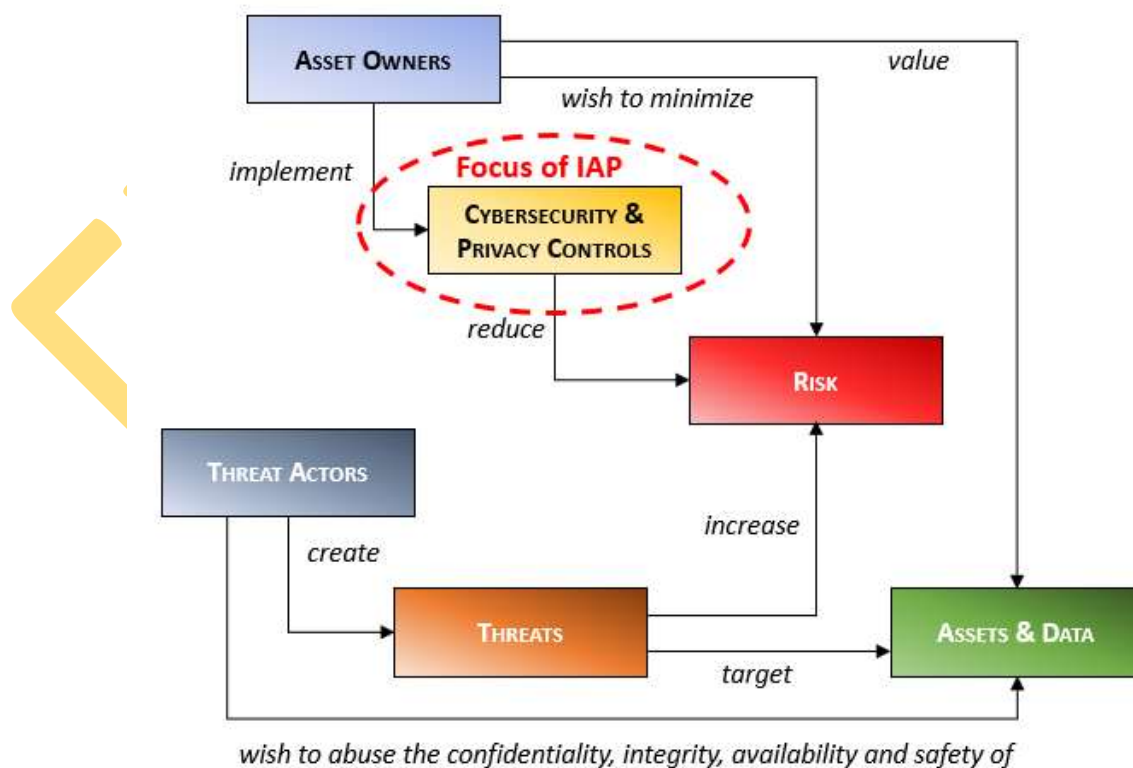 ASSET OWNERS
value
wish to minimize
implement
Focus of IAP
CYBERSECURITY &
PRIVACY CONTROLS
reduce
RISK
THREAT ACTORS
increase
create
THREATS
ASSETS & DATA
target
wish to abuse the confidentiality, integrity, availability and safety of